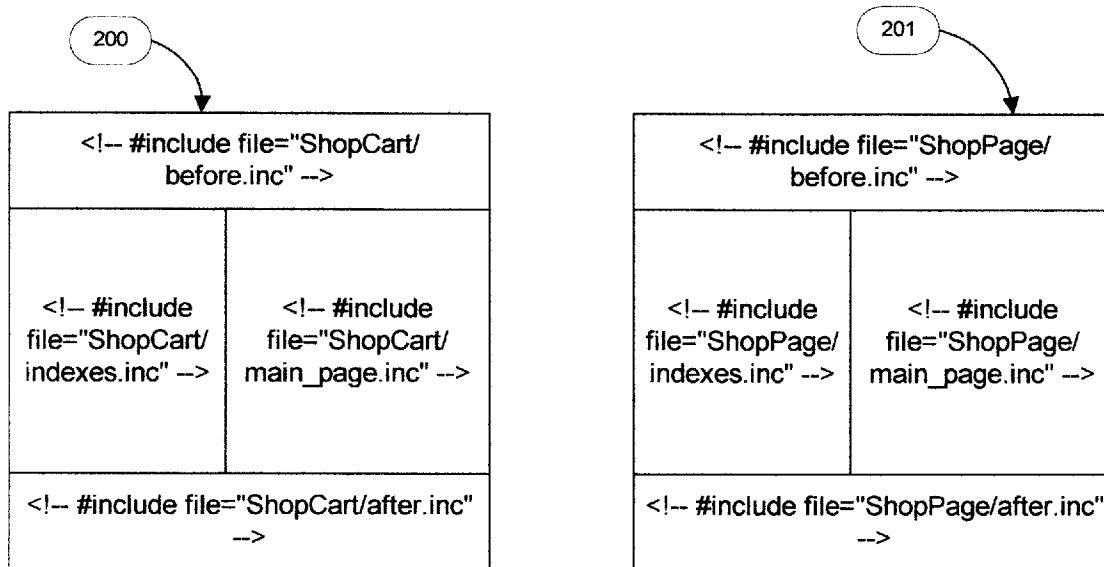 200
<!-- #include file="ShopCart/
before.inc" -->
<!-- #include
file="ShopCart/
indexes.inc" -->
<!-- #include
file="ShopCart/
main_page.inc" -->
<!-- #include file="ShopCart/after.inc"
-->
201
<!-- #include file="ShopPage/
before.inc" -->
<!-- #include
file="ShopPage/
indexes.inc" -->
<!-- #include
file="ShopPage/
main_page.inc" -->
<!-- #include file="ShopPage/after.inc"
-->